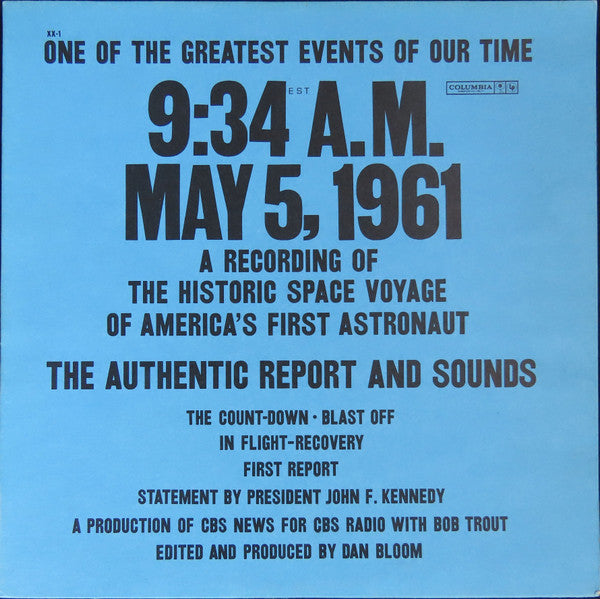 XK-1
ONE OF THE GREATEST EVENTS OF OUR TIME
EST
COLUMBIA
9:34 A.M.
MAY 5, 1961
A RECORDING OF
THE HISTORIC SPACE VOYAGE
OF AMERICA'S FIRST ASTRONAUT
THE AUTHENTIC REPORT AND SOUNDS
THE COUNT-DOWN · BLAST OFF
IN FLIGHT-RECOVERY
FIRST REPORT
STATEMENT BY PRESIDENT JOHN F. KENNEDY
A PRODUCTION OF CBS NEWS FOR CBS RADIO WITH BOB TROUT
EDITED AND PRODUCED BY DAN BLOOM